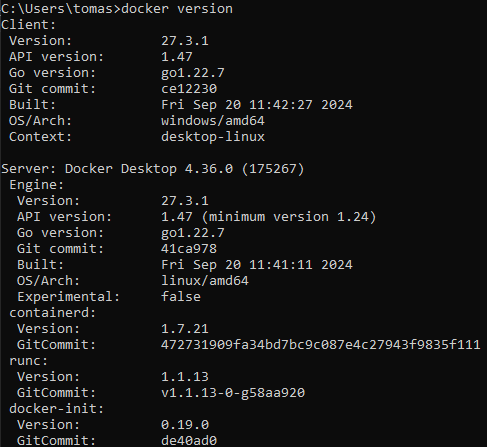 C:\Users\tomas>docker version
Client:
 Version:           27.3.1
 API version:       1.47
 Go version:        go1.22.7
 Git commit:        ce12230
 Built:             Fri Sep 20 11:42:27 2024
 OS/Arch:           windows/amd64
 Context:           desktop-linux

Server: Docker Desktop 4.36.0 (175267)
 Engine:
  Version:          27.3.1
  API version:      1.47 (minimum version 1.24)
  Go version:       go1.22.7
  Git commit:       41ca978
  Built:            Fri Sep 20 11:41:11 2024
  OS/Arch:          linux/amd64
  Experimental:     false
 containerd:
  Version:          1.7.21
  GitCommit:        472731909fa34bd7bc9c087e4c27943f9835f111
 runc:
  Version:          1.1.13
  GitCommit:        v1.1.13-0-g58aa920
 docker-init:
  Version:          0.19.0
  GitCommit:        de40ad0